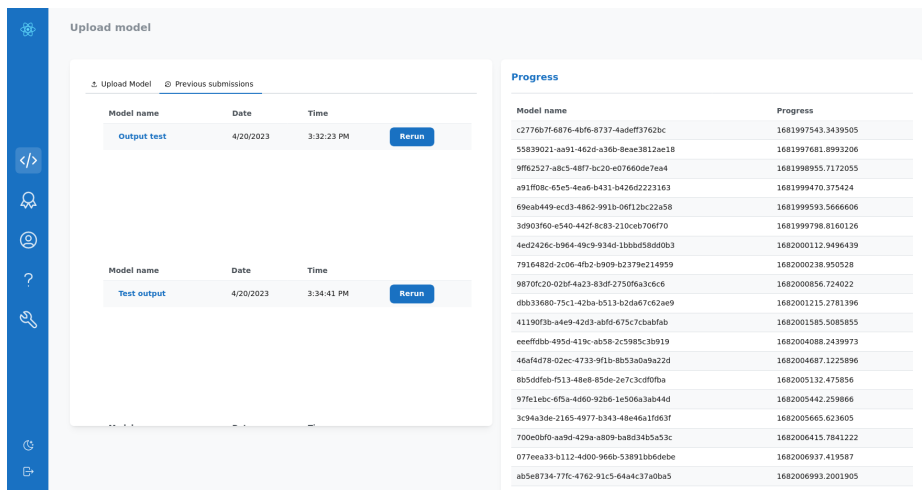 Upload model
Upload Model Previous submissions
Model name Date Time
Output test 4/20/2023 3:32:23 PM Rerun
Model name Date Time
Test output 4/20/2023 3:34:41 PM Rerun
Progress
Model name Progress
c2776b7f-6876-4bf6-8737-4adeff3762bc 1681997543.3439505
55839021-aa91-462d-a36b-8eae3812ae18 1681997681.8993206
9ff62527-a8c5-48f7-bc20-e07660de7ea4 1681998955.7172055
a91ff08c-65e5-4ea6-b431-b426d2223163 1681999470.375424
69eab449-ecd3-4862-991b-06f12bc22a58 1681999593.5666606
3d903f60-e540-442f-8c83-210ceb706f70 1681999798.8160126
4ed2426c-b964-49c9-934d-1bbbd58dd0b3 1682000112.9496439
7916482d-2c06-4fb2-b909-b2379e214959 1682000238.950528
9870fc20-02bf-4a23-83df-2750f6a3c6c6 1682000856.724022
dbb33680-75c1-42ba-b513-b2da67c62ae9 1682001215.2781396
41190f3b-a4e9-42d3-abfd-675c7cbabfab 1682001585.5085855
eeeffdbb-495d-419c-ab58-2c5985c3b919 1682004088.2439973
46af4d78-02ec-4733-9f1b-8b53a0a9a22d 1682004687.1225896
8b5ddfeb-f513-48e8-85de-2e7c3cdf0fba 1682005132.475856
97fe1ebc-6f5a-4d60-92b6-1e506a3ab44d 1682005442.259866
3c94a3de-2165-4977-b343-48e46a1fd63f 1682005665.623605
700e0bf0-aa9d-429a-a809-ba8d34b5a53c 1682006415.7841222
077eea33-b112-4d00-966b-53891bb6debe 1682006937.419587
ab5e8734-77fc-4762-91c5-64a4c37a0ba5 1682006993.2001905